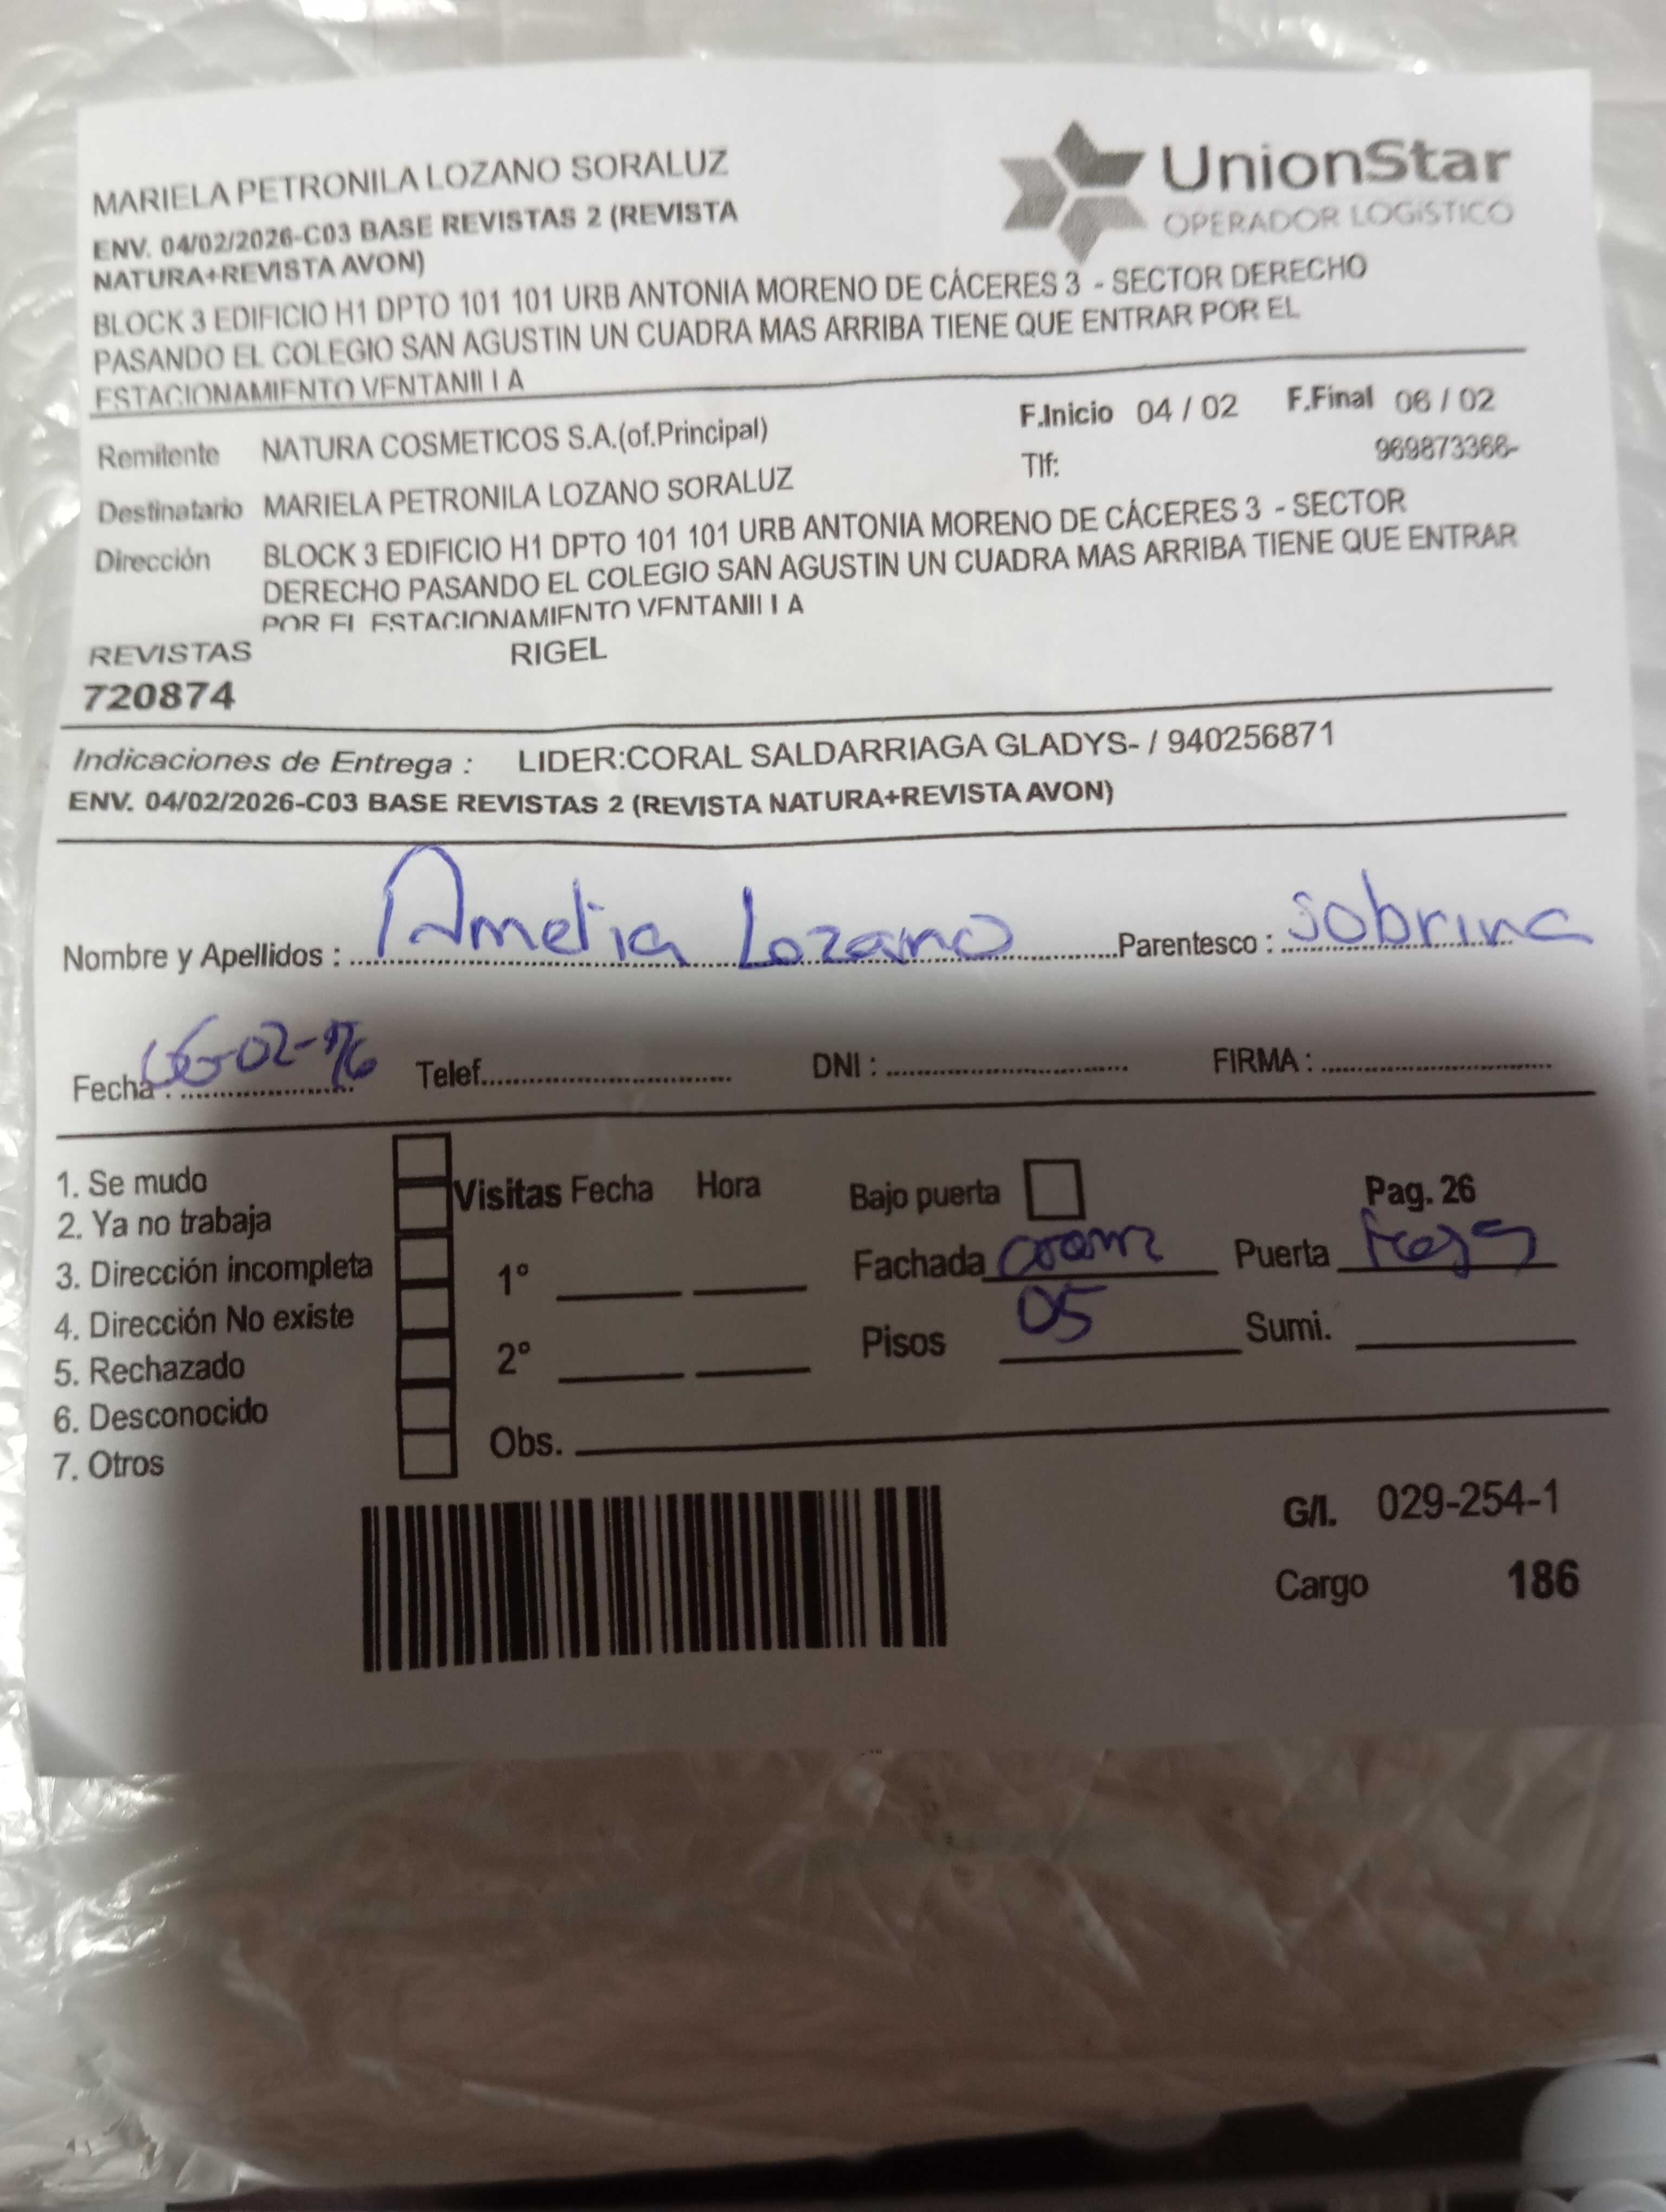 MARIELA PETRONILA LOZANO SORALUZ
UnionStar
OPERADOR LOGÍSTICO
ENV. 04/02/2026-C03 BASE REVISTAS 2 (REVISTA
NATURA+REVISTA AVON)
BLOCK 3 EDIFICIO H1 DPTO 101 101 URB ANTONIA MORENO DE CÁCERES 3 - SECTOR DERECHO
PASANDO EL COLEGIO SAN AGUSTIN UN CUADRA MAS ARRIBA TIENE QUE ENTRAR POR EL
ESTACIONAMIENTO VENTANILLA
Remitente NATURA COSMETICOS S.A.(of.Principal) F.Inicio 04 / 02 F.Final 06 / 02
Tlf: 969873366-
Destinatario MARIELA PETRONILA LOZANO SORALUZ
Dirección BLOCK 3 EDIFICIO H1 DPTO 101 101 URB ANTONIA MORENO DE CÁCERES 3 - SECTOR
DERECHO PASANDO EL COLEGIO SAN AGUSTIN UN CUADRA MAS ARRIBA TIENE QUE ENTRAR
POR EL ESTACIONAMIENTO VENTANILLA
REVISTAS RIGEL
720874
Indicaciones de Entrega : LIDER:CORAL SALDARRIAGA GLADYS- / 940256871
ENV. 04/02/2026-C03 BASE REVISTAS 2 (REVISTA NATURA+REVISTA AVON)
Nombre y Apellidos : Amelia Lozano Parentesco : Sobrina
Fecha : Telef. DNI : FIRMA :
1. Se mudo
2. Ya no trabaja
3. Dirección incompleta
4. Dirección No existe
5. Rechazado
6. Desconocido
7. Otros
Visitas Fecha Hora
1°
2°
Obs.
Bajo puerta Pag. 26
Fachada Puerta
Pisos 05 Sumi.
G/I. 029-254-1
Cargo 186